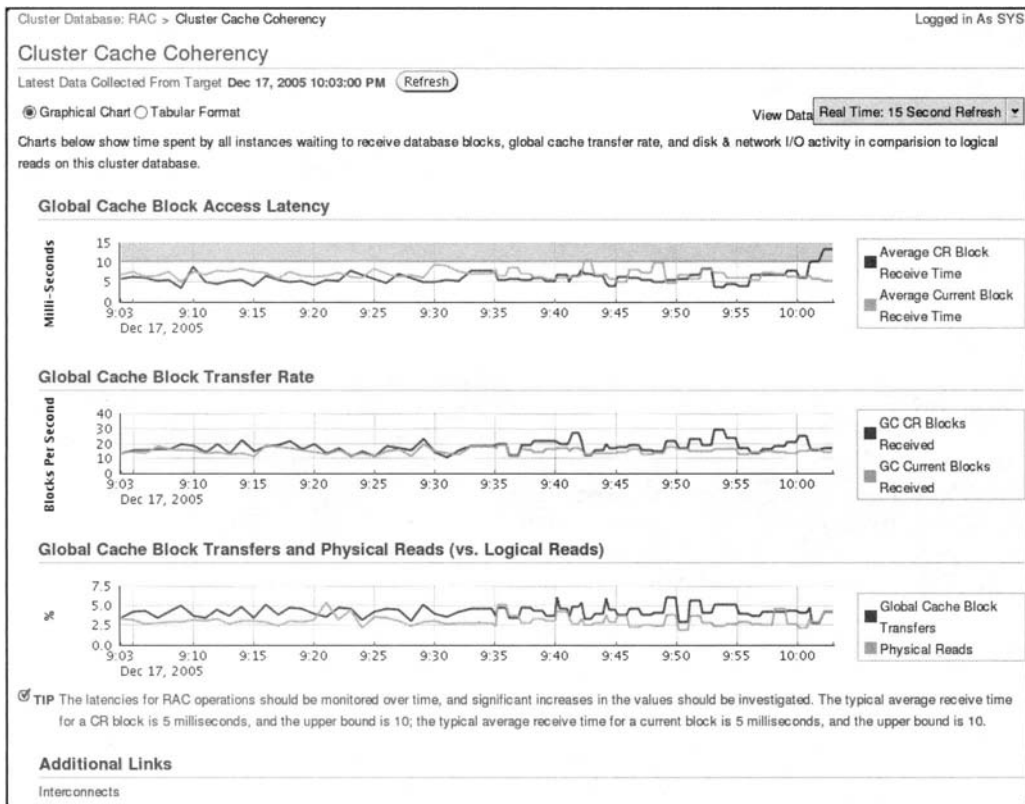 Cluster Database: RAC > Cluster Cache Coherency
Logged in As SYS
Cluster Cache Coherency
Latest Data Collected From Target Dec 17, 2005 10:03:00 PM Refresh
Graphical Chart Tabular Format
View Data Real Time: 15 Second Refresh
Charts below show time spent by all instances waiting to receive database blocks, global cache transfer rate, and disk & network I/O activity in comparision to logical
reads on this cluster database.
Global Cache Block Access Latency
Milli-Seconds
15
10
5
0
9:03 9:10 9:15 9:20 9:25 9:30 9:35 9:40 9:45 9:50 9:55 10:00
Dec 17, 2005
Average CR Block
Receive Time
Average Current Block
Receive Time
Global Cache Block Transfer Rate
Blocks Per Second
40
30
20
10
0
9:03 9:10 9:15 9:20 9:25 9:30 9:35 9:40 9:45 9:50 9:55 10:00
Dec 17, 2005
GC CR Blocks
Received
GC Current Blocks
Received
Global Cache Block Transfers and Physical Reads (vs. Logical Reads)
%
7.5
5.0
2.5
0.0
9:03 9:10 9:15 9:20 9:25 9:30 9:35 9:40 9:45 9:50 9:55 10:00
Dec 17, 2005
Global Cache Block
Transfers
Physical Reads
TIP The latencies for RAC operations should be monitored over time, and significant increases in the values should be investigated. The typical average receive time
for a CR block is 5 milliseconds, and the upper bound is 10; the typical average receive time for a current block is 5 milliseconds, and the upper bound is 10.
Additional Links
Interconnects